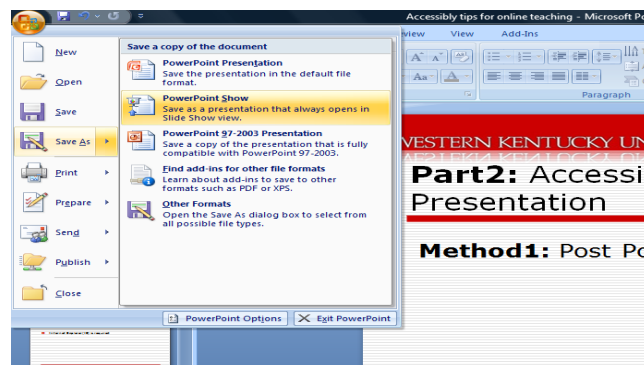 Accessibly tips for online teaching - Microsoft Po
view View Add-Ins
New
Open
Save
Save As
Print
Prepare
Send
Publish
Close
Save a copy of the document
PowerPoint Presentation
Save the presentation in the default file
format.
PowerPoint Show
Save as a presentation that always opens in
Slide Show view.
PowerPoint 97-2003 Presentation
Save a copy of the presentation that is fully
compatible with PowerPoint 97-2003.
Find add-ins for other file formats
Learn about add-ins to save to other
formats such as PDF or XPS.
Other Formats
Open the Save As dialog box to select from
all possible file types.
PowerPoint Options
Exit PowerPoint
Aa
Paragraph
WESTERN KENTUCKY UN
Part2: Accessi
Presentation
Method1: Post Po